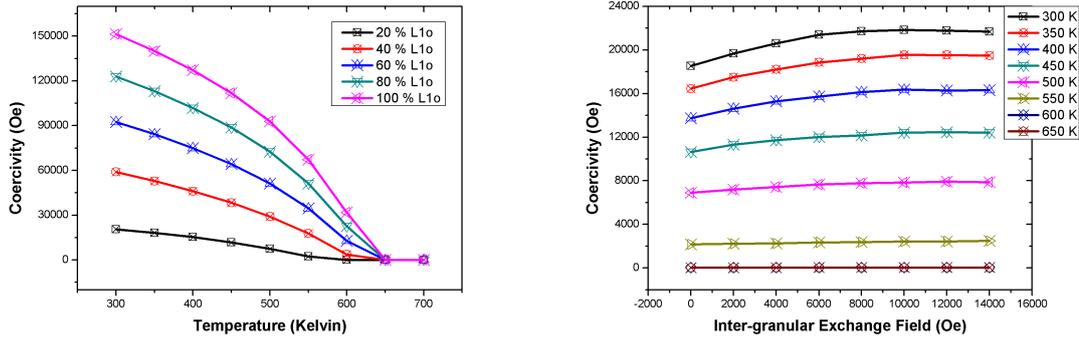 150000
120000
90000
60000
30000
0
Coercivity (Oe)
300
400
500
600
700
Temperature (Kelvin)
20 % L1o
40 % L1o
60 % L1o
80 % L1o
100 % L1o
24000
20000
16000
12000
8000
4000
0
Coercivity (Oe)
-2000
0
2000
4000
6000
8000
10000
12000
14000
16000
Inter-granular Exchange Field (Oe)
300 K
350 K
400 K
450 K
500 K
550 K
600 K
650 K